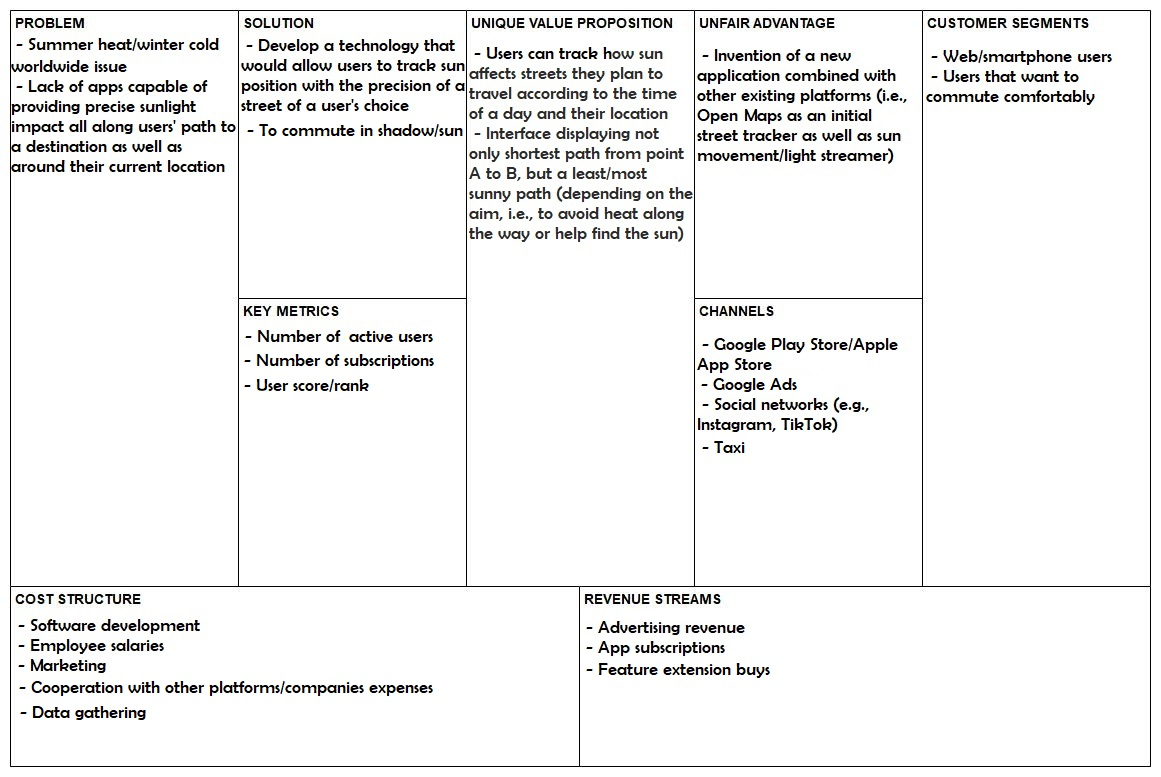 PROBLEM
- Summer heat/winter cold
worldwide issue
- Lack of apps capable of
providing precise sunlight
impact all along users' path to
a destination as well as
around their current location
SOLUTION
- Develop a technology that
would allow users to track sun
position with the precision of a
street of a user's choice
- To commute in shadow/sun
KEY METRICS
- Number of active users
- Number of subscriptions
- User score/rank
UNIQUE VALUE PROPOSITION
- Users can track how sun
affects streets they plan to
travel according to the time
of a day and their location
- Interface displaying not
only shortest path from point
A to B, but a least/most
sunny path (depending on the
aim, i.e., to avoid heat along
the way or help find the sun)
UNFAIR ADVANTAGE
- Invention of a new
application combined with
other existing platforms (i.e.,
Open Maps as an initial
street tracker as well as sun
movement/light streamer)
CHANNELS
- Google Play Store/Apple
App Store
- Google Ads
- Social networks (e.g.,
Instagram, TikTok)
- Taxi
CUSTOMER SEGMENTS
- Web/smartphone users
- Users that want to
commute comfortably
COST STRUCTURE
- Software development
- Employee salaries
- Marketing
- Cooperation with other platforms/companies expenses
- Data gathering
REVENUE STREAMS
- Advertising revenue
- App subscriptions
- Feature extension buys